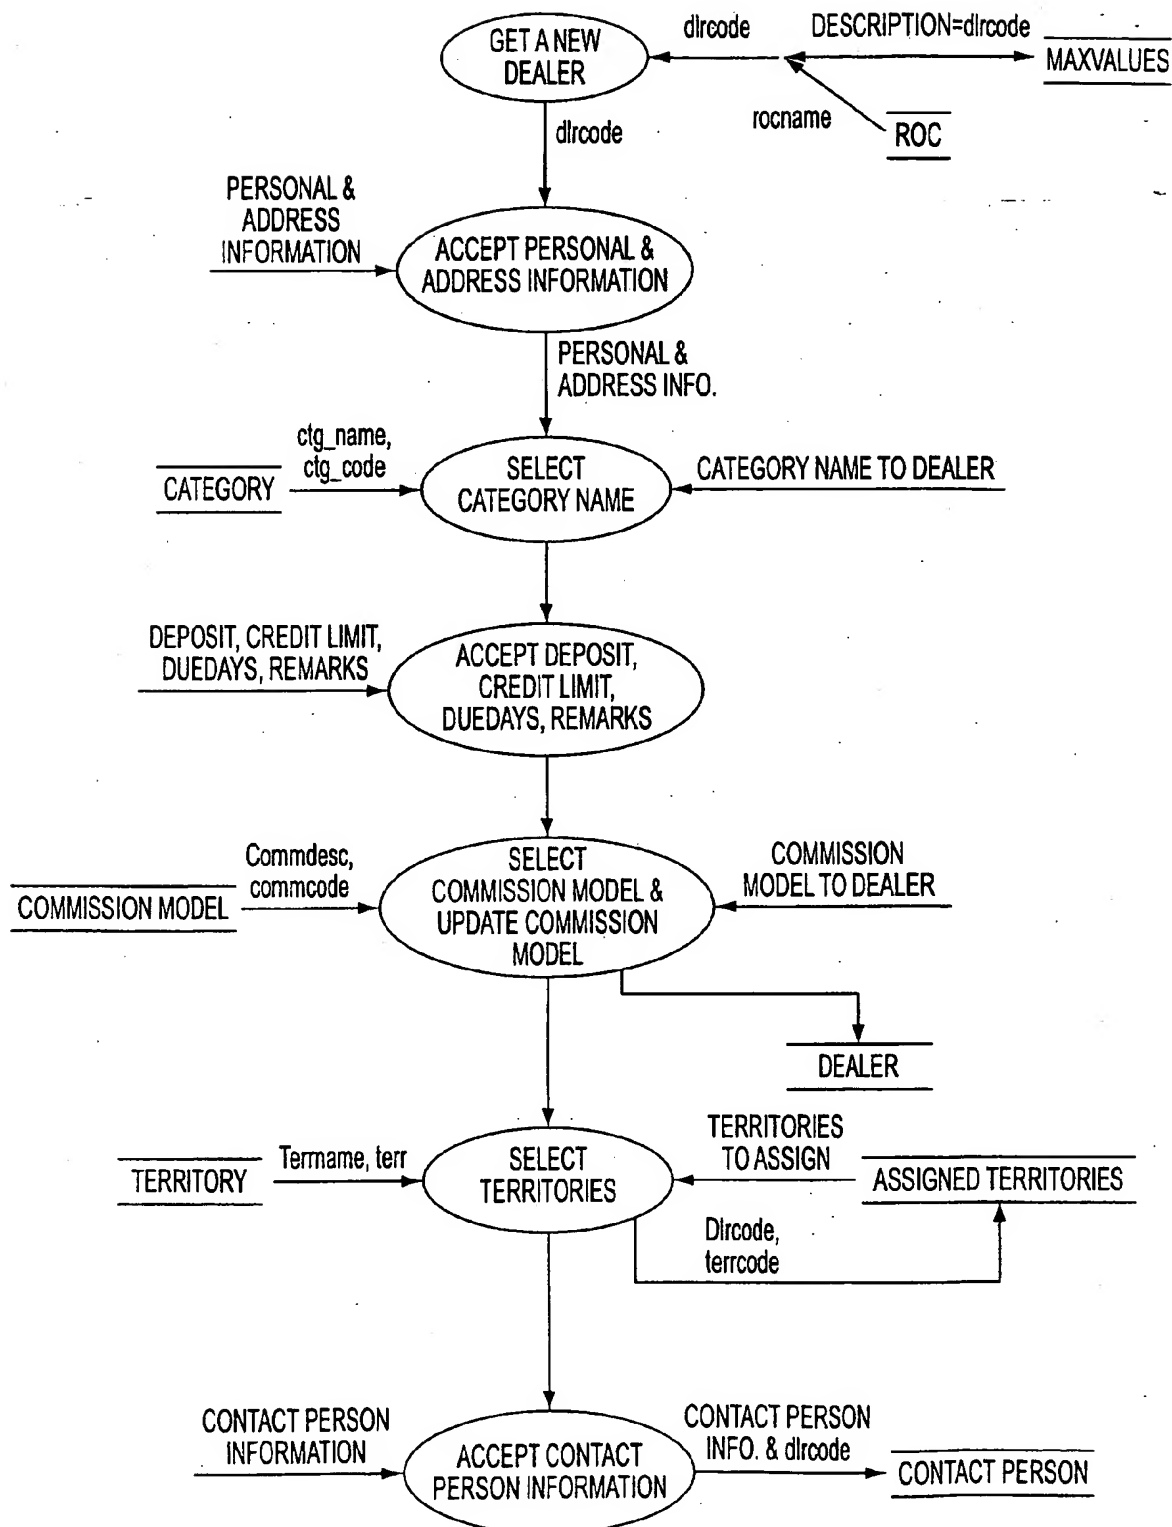 GET A NEW
DEALER
dlrcode
DESCRIPTION=dlrcode
MAXVALUES
rocname
ROC
dlrcode
PERSONAL &
ADDRESS
INFORMATION
ACCEPT PERSONAL &
ADDRESS INFORMATION
PERSONAL &
ADDRESS INFO.
CATEGORY
ctg_name,
ctg_code
SELECT
CATEGORY NAME
CATEGORY NAME TO DEALER
DEPOSIT, CREDIT LIMIT,
DUEDAYS, REMARKS
ACCEPT DEPOSIT,
CREDIT LIMIT,
DUEDAYS, REMARKS
COMMISSION MODEL
Commdesc,
commcode
SELECT
COMMISSION MODEL &
UPDATE COMMISSION
MODEL
COMMISSION
MODEL TO DEALER
DEALER
TERRITORY
Terrname, terr
SELECT
TERRITORIES
TERRITORIES
TO ASSIGN
ASSIGNED TERRITORIES
Dlrcode,
terrcode
CONTACT PERSON
INFORMATION
ACCEPT CONTACT
PERSON INFORMATION
CONTACT PERSON
INFO. & dlrcode
CONTACT PERSON